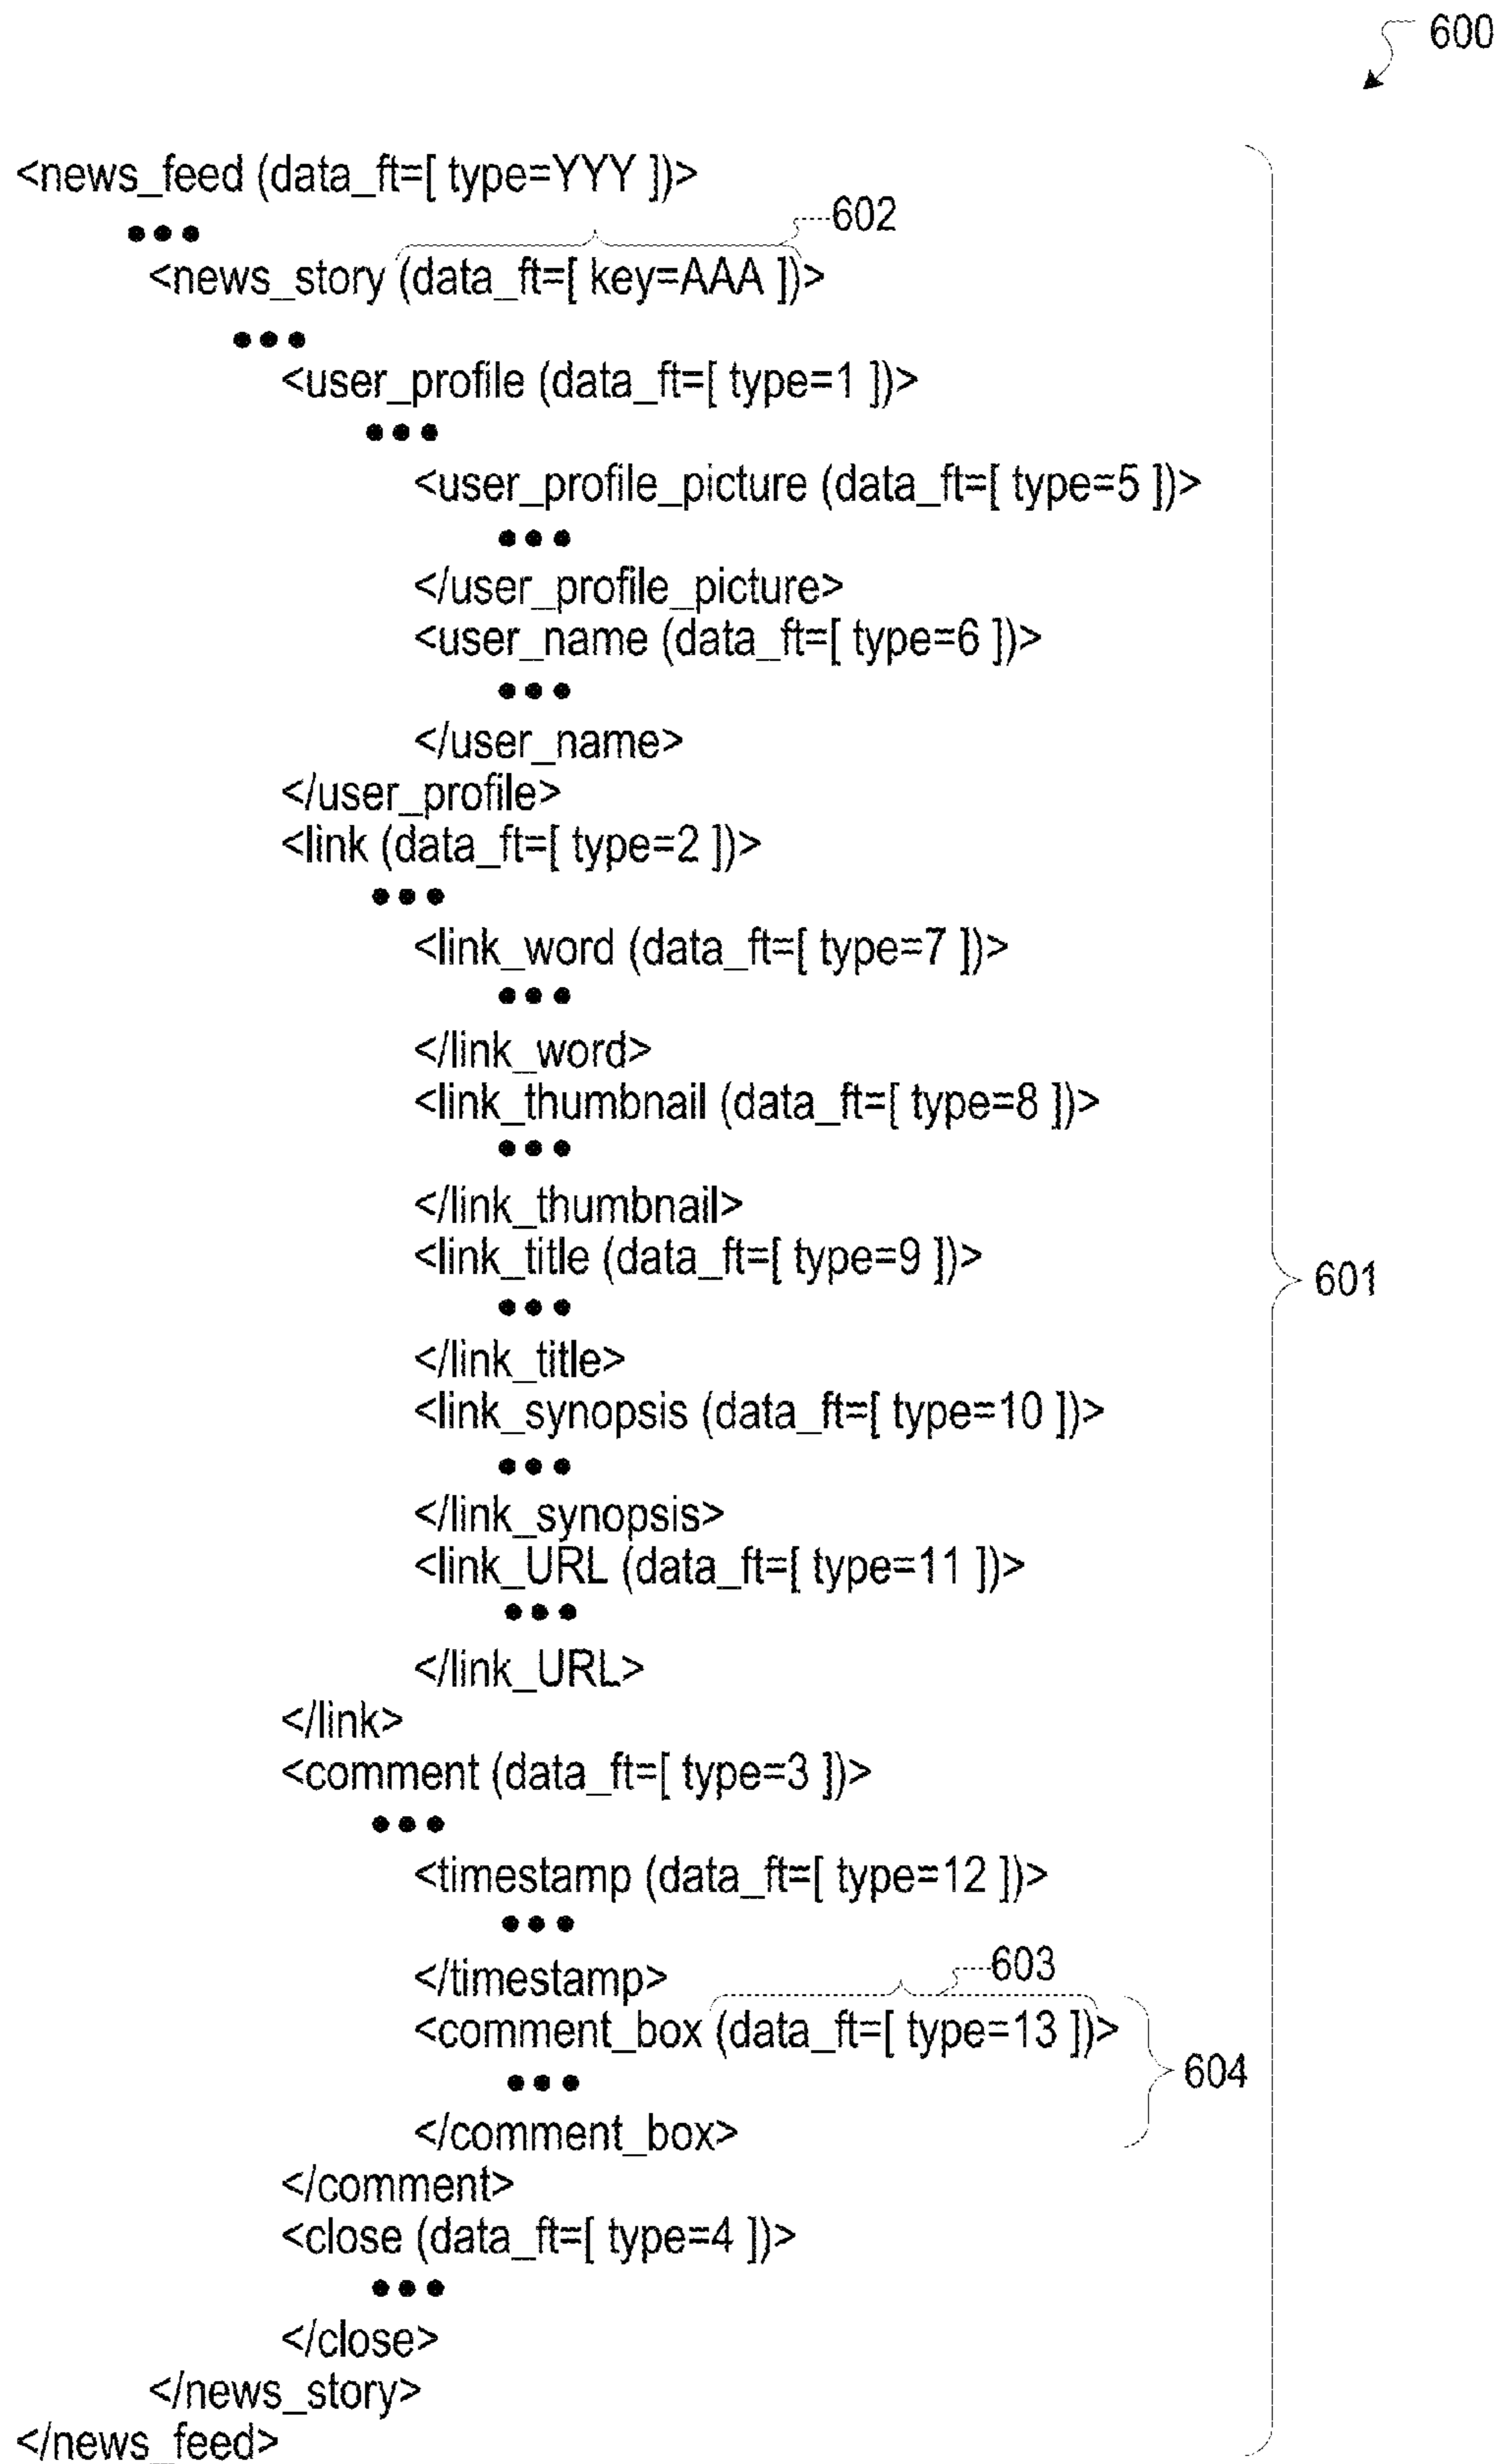 600
<news_feed (data_ft=[ type=YYY ])>
•••
602
<news_story (data_ft=[ key=AAA ])>
•••
<user_profile (data_ft=[ type=1 ])>
•••
<user_profile_picture (data_ft=[ type=5 ])>
•••
</user_profile_picture>
<user_name (data_ft=[ type=6 ])>
•••
</user_name>
</user_profile>
<link (data_ft=[ type=2 ])>
•••
<link_word (data_ft=[ type=7 ])>
•••
</link_word>
<link_thumbnail (data_ft=[ type=8 ])>
•••
</link_thumbnail>
<link_title (data_ft=[ type=9 ])>
601
•••
</link_title>
<link_synopsis (data_ft=[ type=10 ])>
•••
</link_synopsis>
<link_URL (data_ft=[ type=11 ])>
•••
</link_URL>
</link>
<comment (data_ft=[ type=3 ])>
•••
<timestamp (data_ft=[ type=12 ])>
•••
</timestamp>
603
<comment_box (data_ft=[ type=13 ])>
604
•••
</comment_box>
</comment>
<close (data_ft=[ type=4 ])>
•••
</close>
</news_story>
</news_feed>